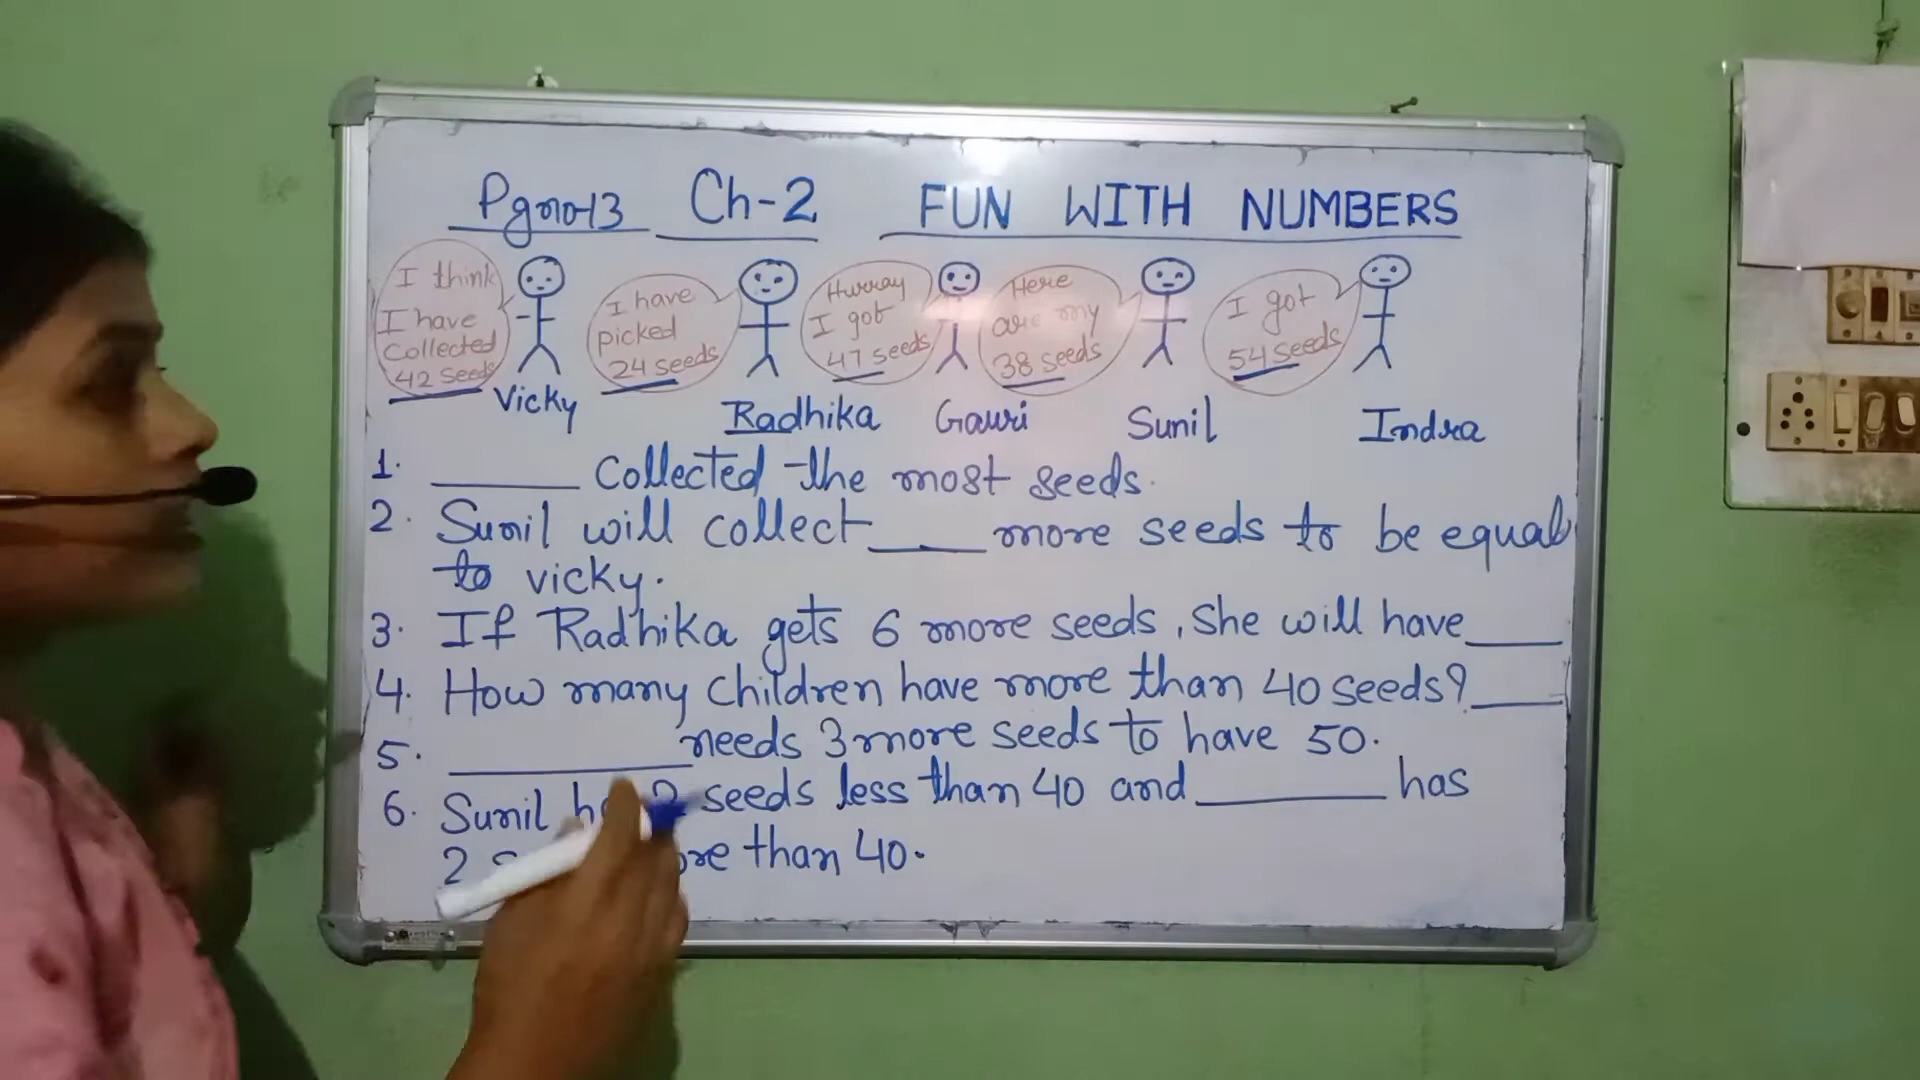 Pg no-13 Ch-2 FUN WITH NUMBERS
I think
I have
Collected
42 Seeds
Vicky
I have
picked
24 seeds
Radhika
Hurray
I got
47 seeds
Gauri
Here
are my
38 seeds
Sunil
I got
54 seeds
Indra
1. ______ Collected the most seeds.
2. Sunil will collect ____ more seeds to be equal
to vicky.
3. If Radhika gets 6 more seeds, She will have ____
4. How many children have more than 40 seeds? ____
5. ________ needs 3 more seeds to have 50.
6. Sunil seeds less than 40 and ________ has
2 than 40.